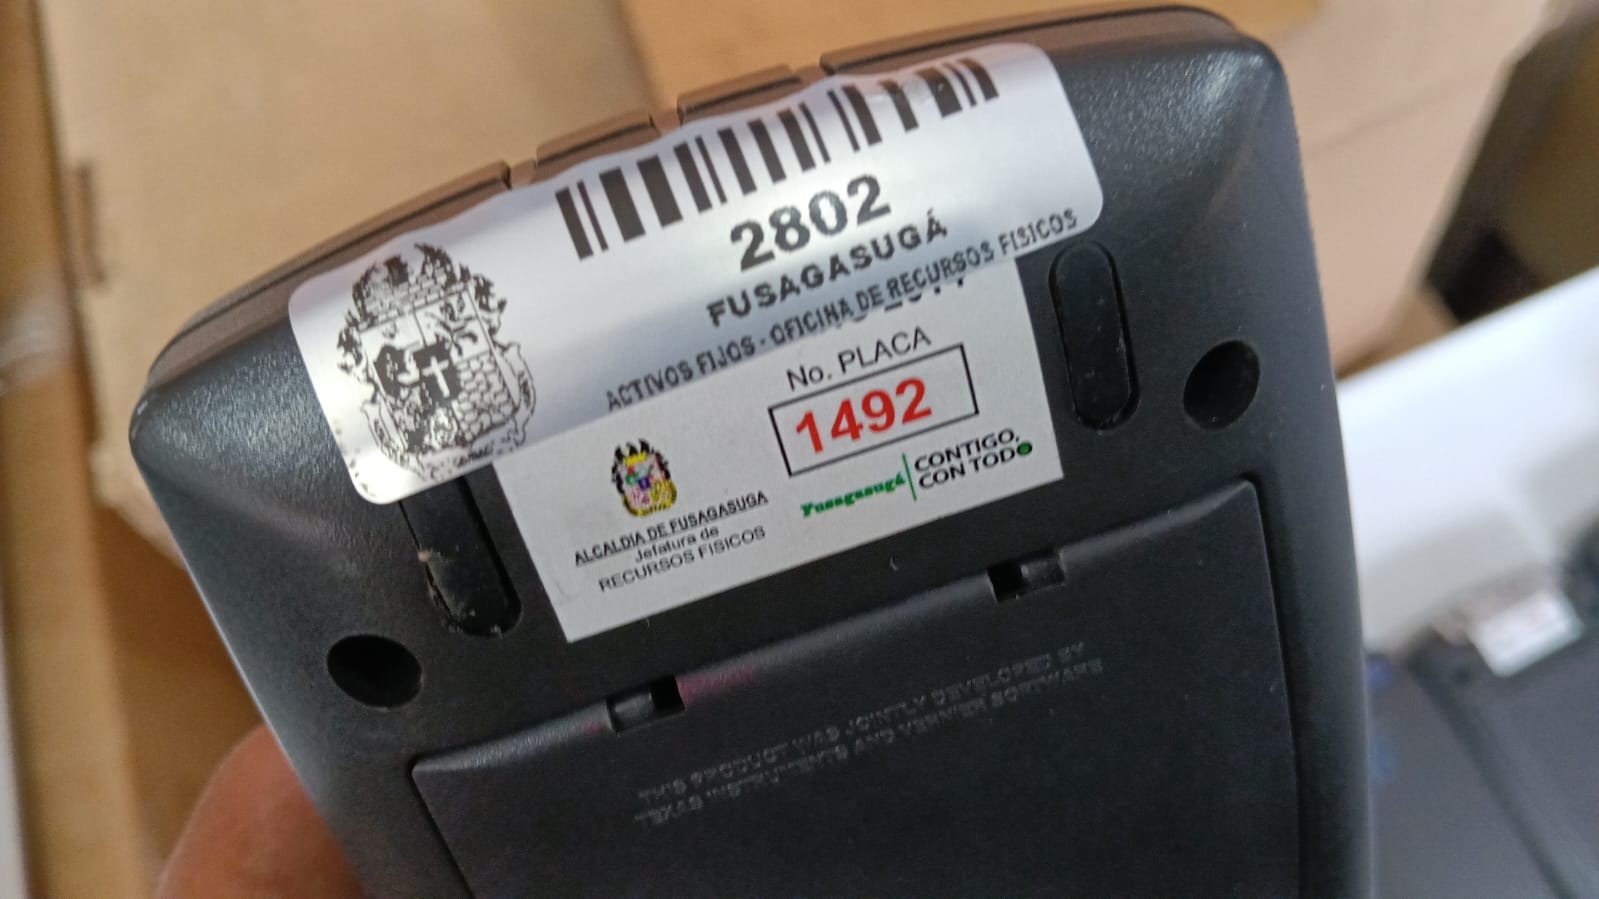 2802
FUSAGASUGÁ
ACTIVOS FIJOS - OFICINA DE RECURSOS FISICOS
No. PLACA
1492
ALCALDIA DE FUSAGASUGA
Jefatura de
RECURSOS FISICOS
Fusagasugá
CONTIGO,
CON TODO
THIS PRODUCT WAS JOINTLY DEVELOPED BY
TEXAS INSTRUMENTS AND VERNIER SOFTWARE